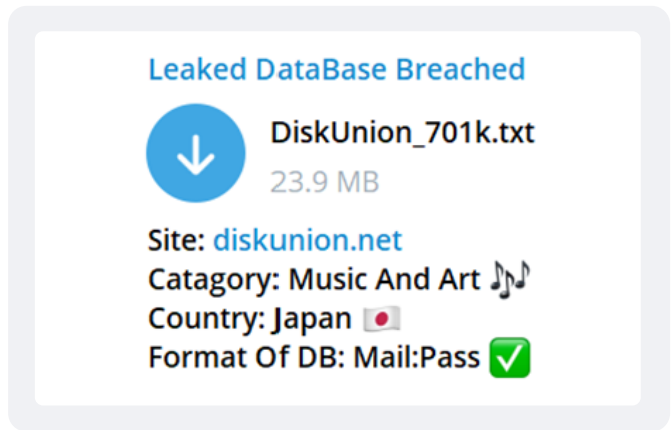 Leaked DataBase Breached
DiskUnion_701k.txt
23.9 MB
Site: diskunion.net
Catagory: Music And Art 🎶
Country: Japan 🇯🇵
Format Of DB: Mail:Pass ✅